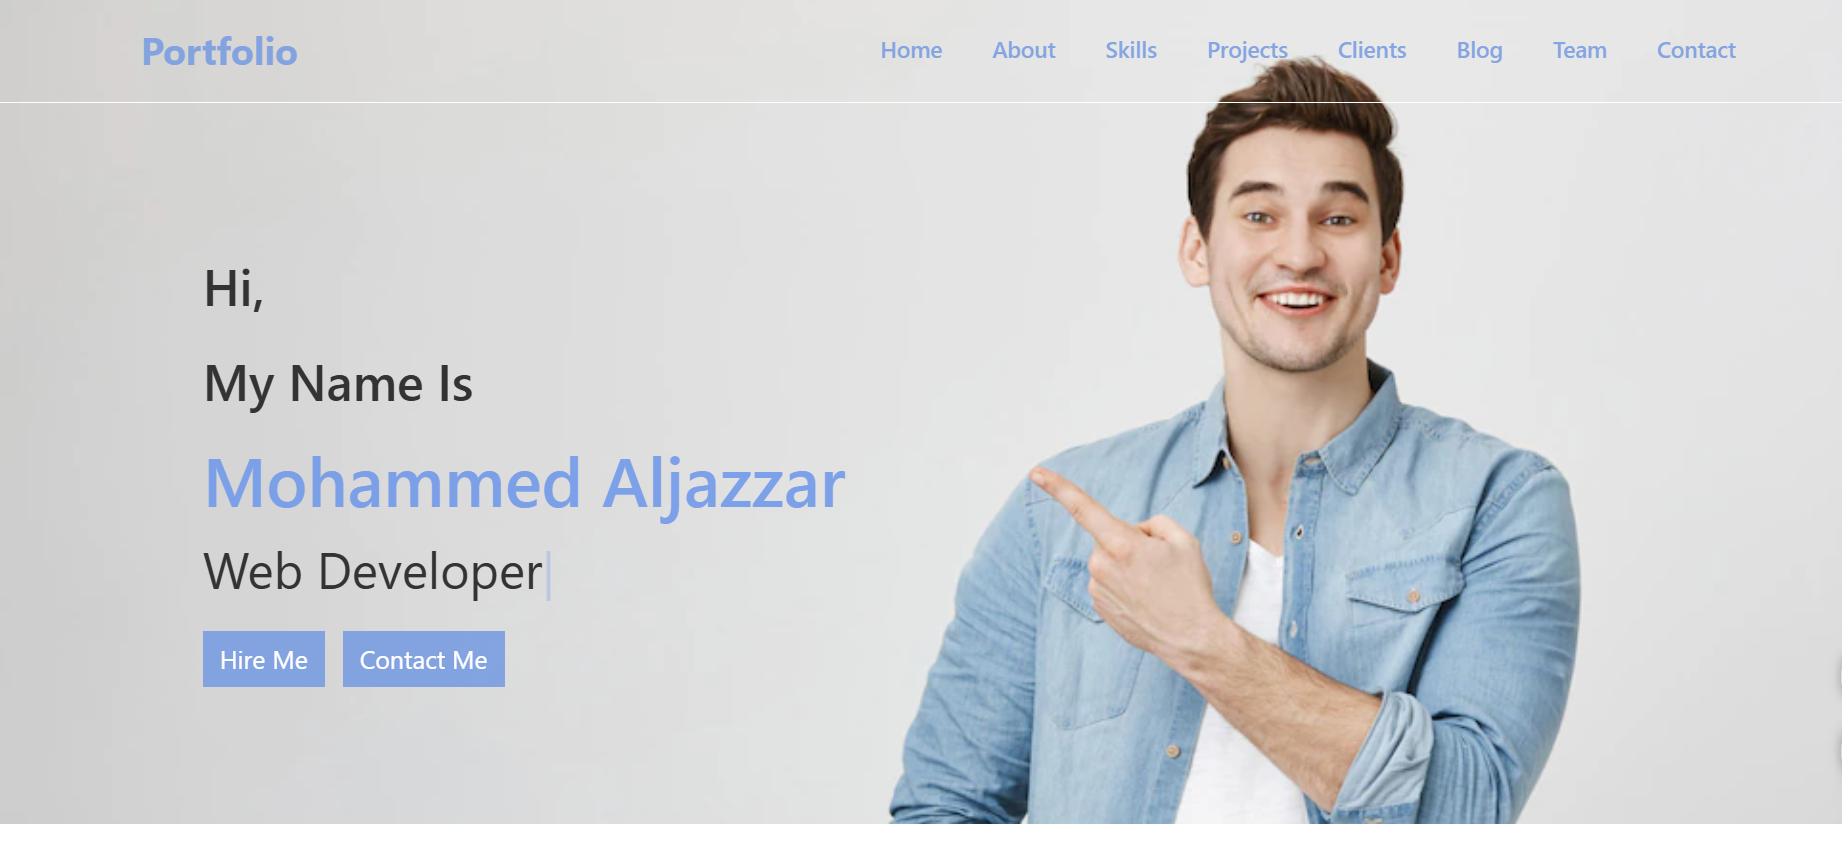 Portfolio
Home About Skills Projects Clients Blog Team Contact
Hi,
My Name Is
Mohammed Aljazzar
Web Developer
Hire Me Contact Me